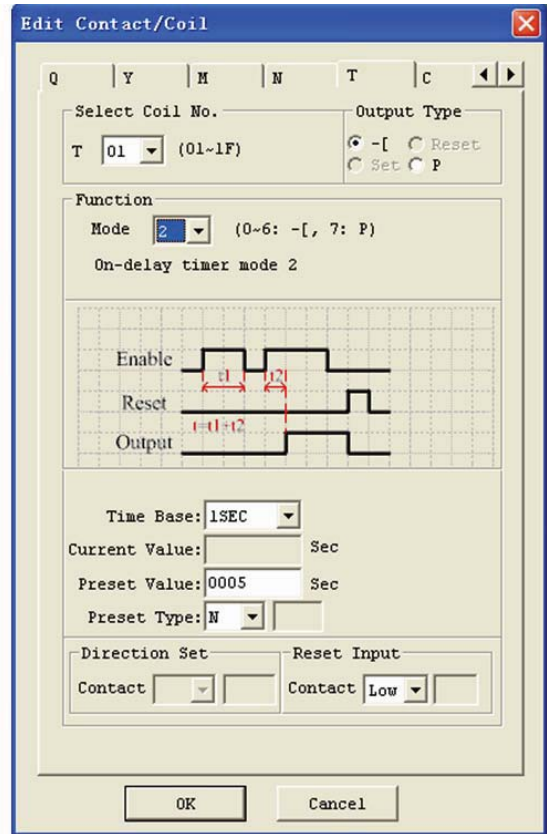 Edit Contact/Coil
Q Y M N T C
Select Coil No. Output Type
T 01 (01~1F) -[ Reset
Set P
Function
Mode 2 (0~6: -[, 7: P)
On-delay timer mode 2
Enable
t1 t2
Reset
t=t1+t2
Output
Time Base: 1SEC
Current Value: Sec
Preset Value: 0005 Sec
Preset Type: N
Direction Set Reset Input
Contact Contact Low
OK Cancel